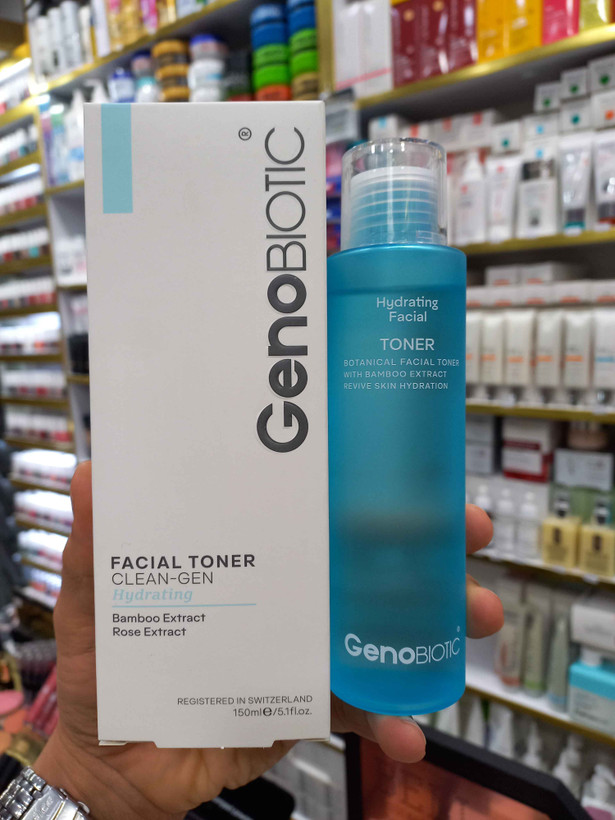 GenoBIOTIC®
FACIAL TONER
CLEAN-GEN
Hydrating
Bamboo Extract
Rose Extract
REGISTERED IN SWITZERLAND
150ml℮/5.1fl.oz.
Hydrating
Facial
TONER
BOTANICAL FACIAL TONER
WITH BAMBOO EXTRACT
REVIVE SKIN HYDRATION
GenoBIOTIC®